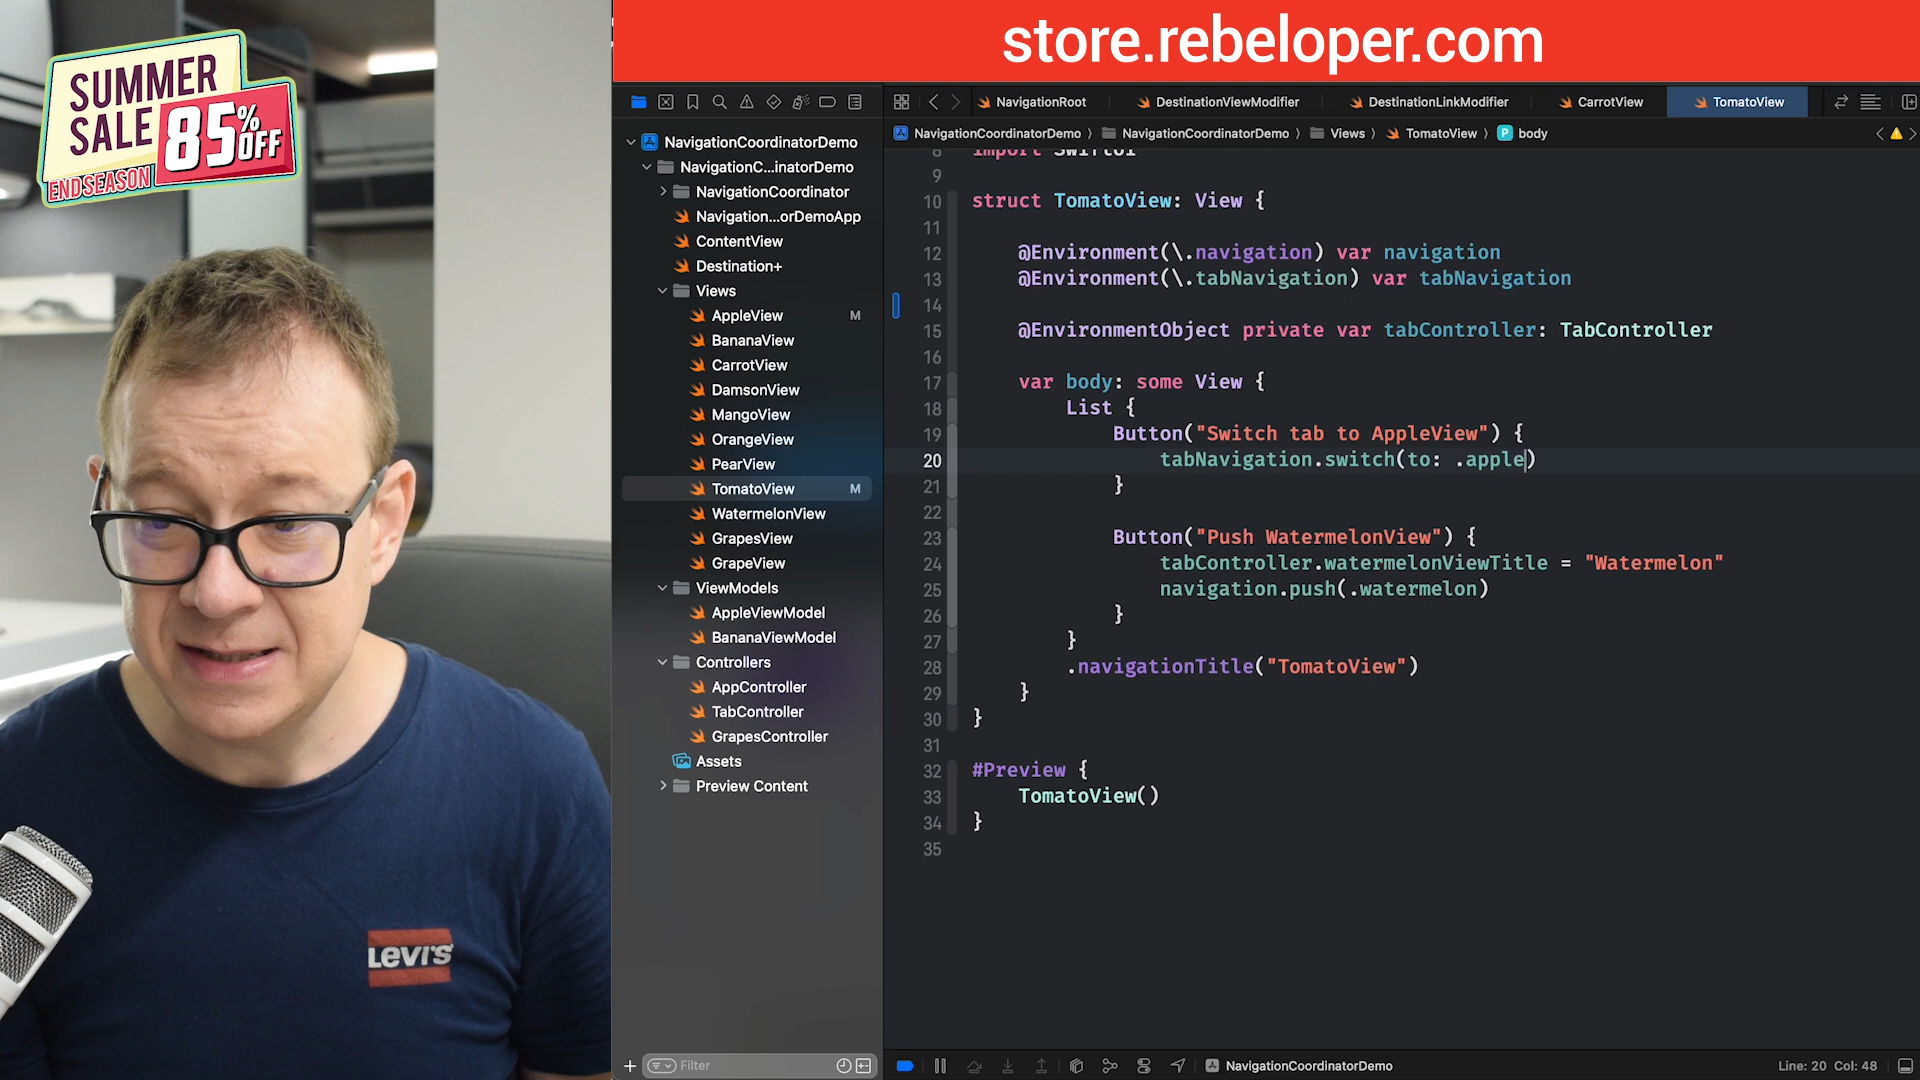 SUMMER
SALE 85% OFF
END SEASON
LEVI'S
store.rebeloper.com
NavigationRoot DestinationViewModifier DestinationLinkModifier CarrotView TomatoView
NavigationCoordinatorDemo NavigationCoordinatorDemo Views TomatoView P body
NavigationCoordinatorDemo
NavigationC...inatorDemo
NavigationCoordinator
Navigation...orDemoApp
ContentView
Destination+
Views
AppleView M
BananaView
CarrotView
DamsonView
MangoView
OrangeView
PearView
TomatoView M
WatermelonView
GrapesView
GrapeView
ViewModels
AppleViewModel
BananaViewModel
Controllers
AppController
TabController
GrapesController
Assets
Preview Content
Filter
8 import SwiftUI
9
10 struct TomatoView: View {
11
12 @Environment(\.navigation) var navigation
13 @Environment(\.tabNavigation) var tabNavigation
14
15 @EnvironmentObject private var tabController: TabController
16
17 var body: some View {
18 List {
19 Button("Switch tab to AppleView") {
20 tabNavigation.switch(to: .apple)
21 }
22
23 Button("Push WatermelonView") {
24 tabController.watermelonViewTitle = "Watermelon"
25 navigation.push(.watermelon)
26 }
27 }
28 .navigationTitle("TomatoView")
29 }
30 }
31
32 #Preview {
33 TomatoView()
34 }
35
NavigationCoordinatorDemo
Line: 20 Col: 48